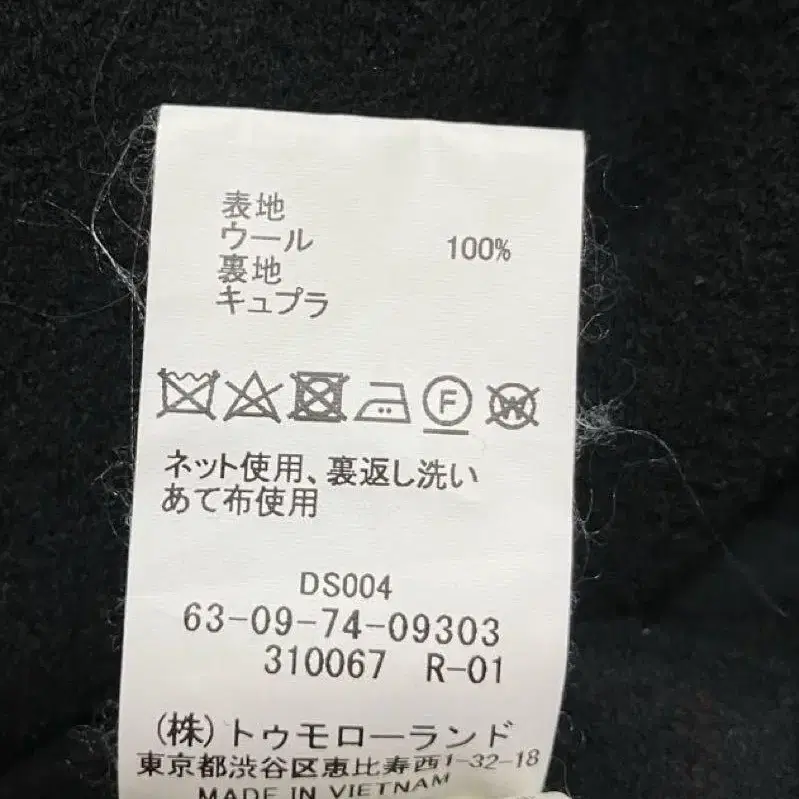 表地
ウール 100%
裏地
キュプラ
F
W
ネット使用、裏返し洗い
あて布使用
DS004
63-09-74-09303
310067 R-01
(株)トゥモローランド
東京都渋谷区恵比寿西1-32-18
MADE IN VIETNAM